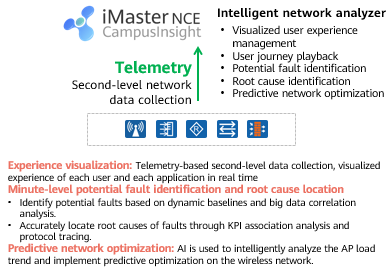 iMaster NCE
CampusInsight
Intelligent network analyzer
• Visualized user experience
management
• User journey playback
• Potential fault identification
• Root cause identification
• Predictive network optimization
Telemetry
Second-level network
data collection
Experience visualization: Telemetry-based second-level data collection, visualized
experience of each user and each application in real time
Minute-level potential fault identification and root cause location
• Identify potential faults based on dynamic baselines and big data correlation
analysis.
• Accurately locate root causes of faults through KPI association analysis and
protocol tracing.
Predictive network optimization: AI is used to intelligently analyze the AP load
trend and implement predictive optimization on the wireless network.